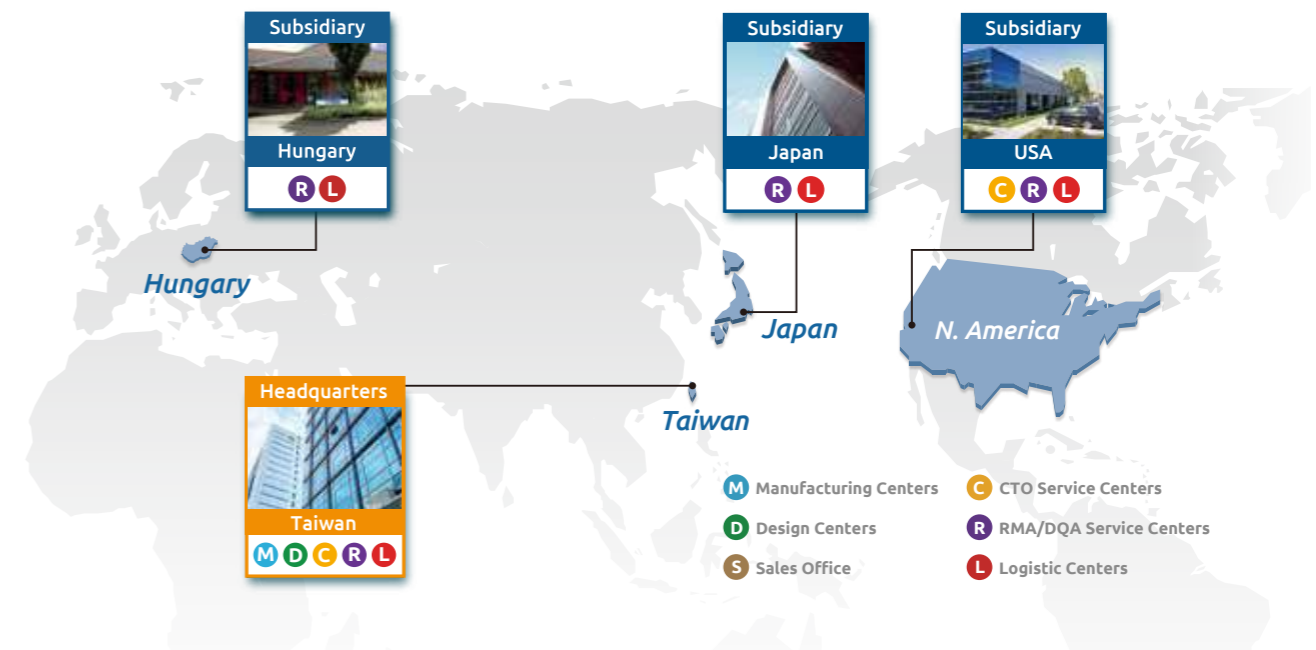 Subsidiary
Hungary
R L
Subsidiary
Japan
R L
Subsidiary
USA
C R L
Hungary
Japan
N. America
Headquarters
Taiwan
M D C R L
Taiwan
M Manufacturing Centers
D Design Centers
S Sales Office
C CTO Service Centers
R RMA/DQA Service Centers
L Logistic Centers